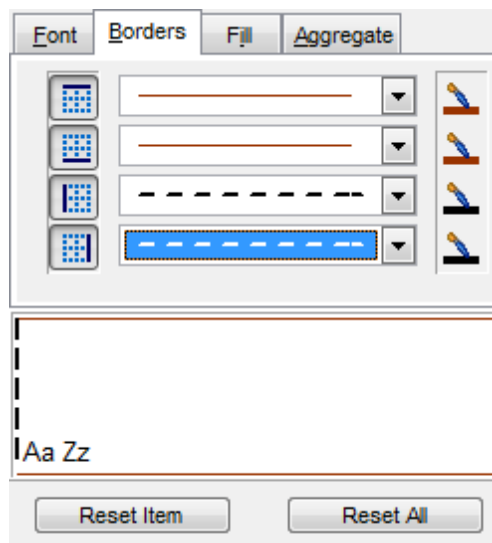 Font Borders Fill Aggregate
Aa Zz
Reset Item Reset All